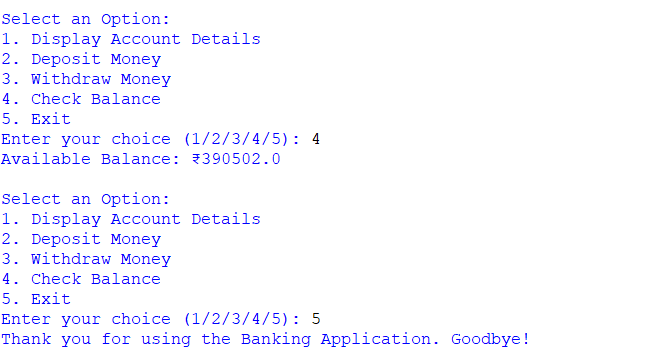 Select an Option:
1. Display Account Details
2. Deposit Money
3. Withdraw Money
4. Check Balance
5. Exit
Enter your choice (1/2/3/4/5): 4
Available Balance: ₹390502.0
Select an Option:
1. Display Account Details
2. Deposit Money
3. Withdraw Money
4. Check Balance
5. Exit
Enter your choice (1/2/3/4/5): 5
Thank you for using the Banking Application. Goodbye!